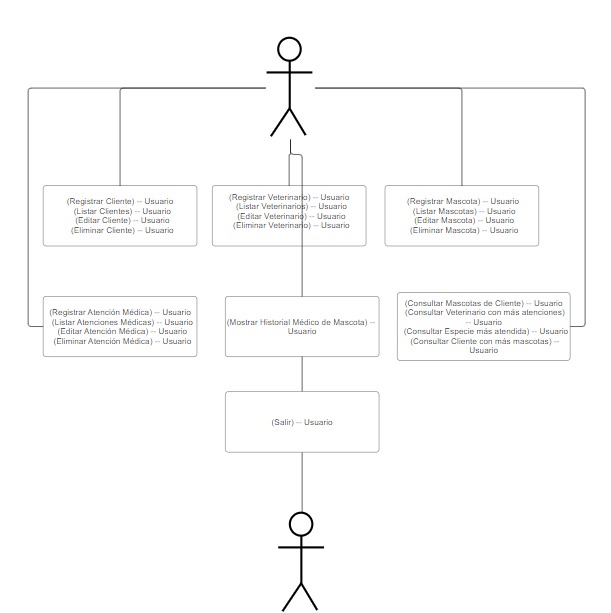 (Registrar Cliente) -- Usuario
(Listar Clientes) -- Usuario
(Editar Cliente) -- Usuario
(Eliminar Cliente) -- Usuario
(Registrar Veterinario) -- Usuario
(Listar Veterinarios) -- Usuario
(Editar Veterinario) -- Usuario
(Eliminar Veterinario) -- Usuario
(Registrar Mascota) -- Usuario
(Listar Mascotas) -- Usuario
(Editar Mascota) -- Usuario
(Eliminar Mascota) -- Usuario
(Registrar Atención Médica) -- Usuario
(Listar Atenciones Médicas) -- Usuario
(Editar Atención Médica) -- Usuario
(Eliminar Atención Médica) -- Usuario
(Mostrar Historial Médico de Mascota) --
Usuario
(Consultar Mascotas de Cliente) -- Usuario
(Consultar Veterinario con más atenciones)
-- Usuario
(Consultar Especie más atendida) -- Usuario
(Consultar Cliente con más mascotas) --
Usuario
(Salir) -- Usuario